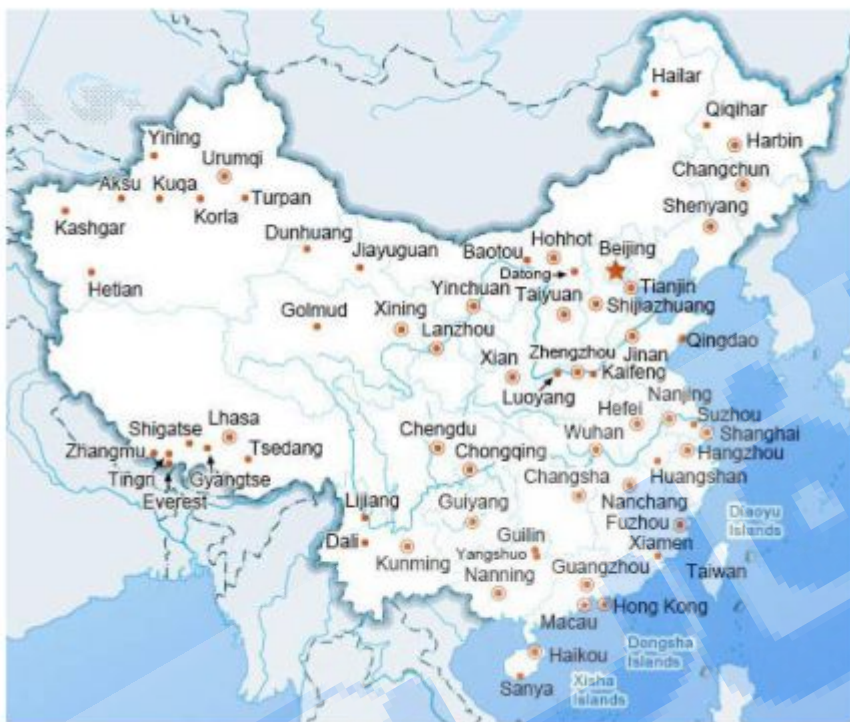 Hailar
Qiqihar
Harbin
Yining
Urumqi
Changchun
Aksu
Kuqa
Korla
Turpan
Shenyang
Kashgar
Dunhuang
Jiayuguan
Baotou
Hohhot
Beijing
Hetian
Datong
Tianjin
Yinchuan
Taiyuan
Shijiazhuang
Golmud
Xining
Lanzhou
Xian
Zhengzhou
Jinan
Qingdao
Luoyang
Kaifeng
Nanjing
Hefei
Suzhou
Shanghai
Shigatse
Lhasa
Chengdu
Wuhan
Zhangmu
Tsedang
Chongqing
Hangzhou
Tingri
Gyangtse
Changsha
Huangshan
Everest
Lijiang
Guiyang
Nanchang
Diaoyu
Islands
Fuzhou
Dali
Guilin
Kunming
Yangshuo
Xiamen
Nanning
Guangzhou
Taiwan
Macau
Hong Kong
Dongsha
Islands
Haikou
Sanya
Xisha
Islands